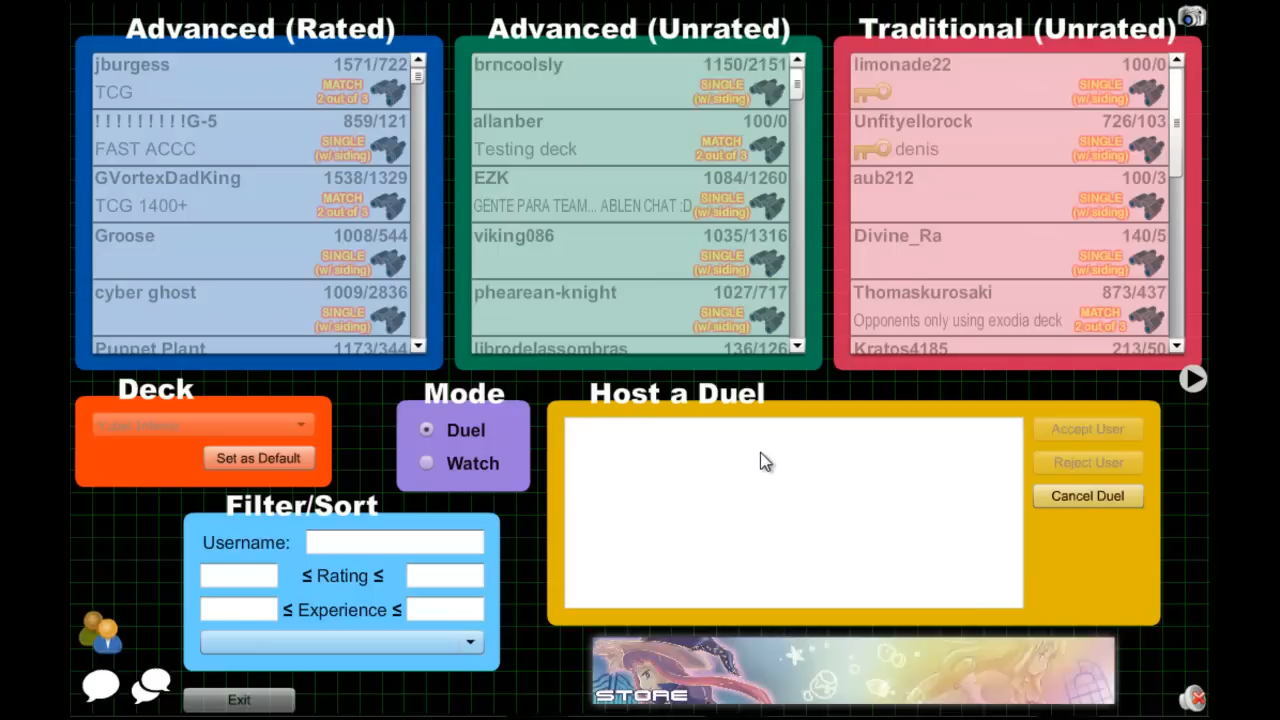 Advanced (Rated)
jburgess 1571/722
TCG MATCH 2 out of 3
! ! ! ! ! ! ! ! !IG-5 859/121
FAST ACCC SINGLE (w/ siding)
GVortexDadKing 1538/1329
TCG 1400+ MATCH 2 out of 3
Groose 1008/544
SINGLE (w/ siding)
cyber ghost 1009/2836
SINGLE (w/ siding)
Puppet Plant 1173/344
Advanced (Unrated)
brncoolsly 1150/2151
SINGLE (w/ siding)
allanber 100/0
Testing deck MATCH 2 out of 3
EZK 1084/1260
GENTE PARA TEAM... ABLEN CHAT :D SINGLE (w/ siding)
viking086 1035/1316
SINGLE (w/ siding)
phearean-knight 1027/717
SINGLE (w/ siding)
librodelassombras 136/126
Traditional (Unrated)
limonade22 100/0
SINGLE (w/ siding)
Unfityellorock 726/103
denis SINGLE (w/ siding)
aub212 100/3
SINGLE (w/ siding)
Divine_Ra 140/5
SINGLE (w/ siding)
Thomaskurosaki 873/437
Opponents only using exodia deck MATCH 2 out of 3
Kratos4185 213/50
Deck
Set as Default
Mode
Duel
Watch
Host a Duel
Accept User
Reject User
Cancel Duel
Filter/Sort
Username:
≤ Rating ≤
≤ Experience ≤
Exit
STORE